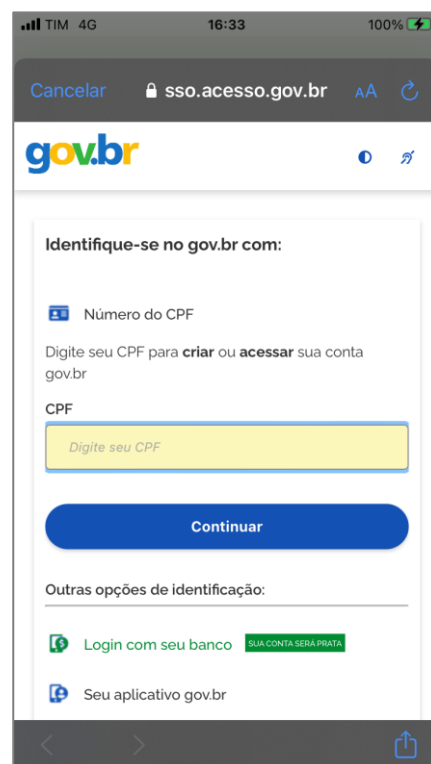 TIM 4G 16:33 100%
Cancelar sso.acesso.gov.br AA
gov.br
Identifique-se no gov.br com:
Número do CPF
Digite seu CPF para criar ou acessar sua conta
gov.br
CPF
Digite seu CPF
Continuar
Outras opções de identificação:
Login com seu banco SUA CONTA SERÁ PRATA
Seu aplicativo gov.br